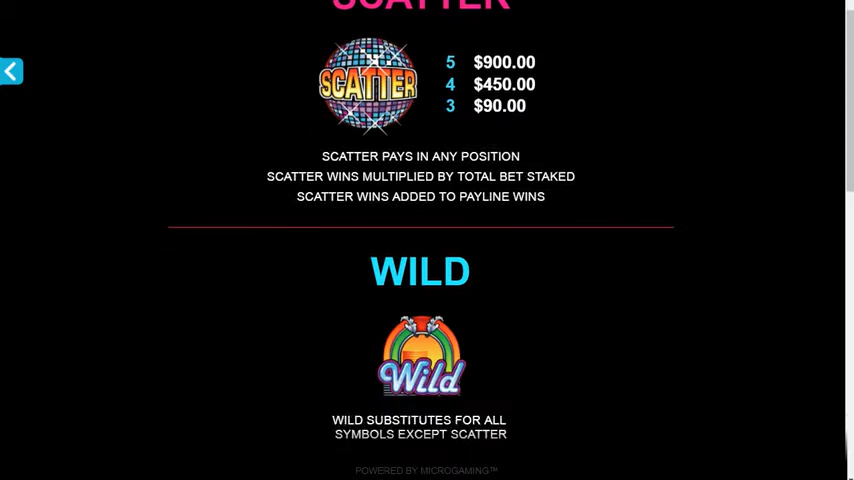 SCATTER
SCATTER
5 $900.00
4 $450.00
3 $90.00
SCATTER PAYS IN ANY POSITION
SCATTER WINS MULTIPLIED BY TOTAL BET STAKED
SCATTER WINS ADDED TO PAYLINE WINS
WILD
Wild
WILD SUBSTITUTES FOR ALL
SYMBOLS EXCEPT SCATTER
POWERED BY MICROGAMING™